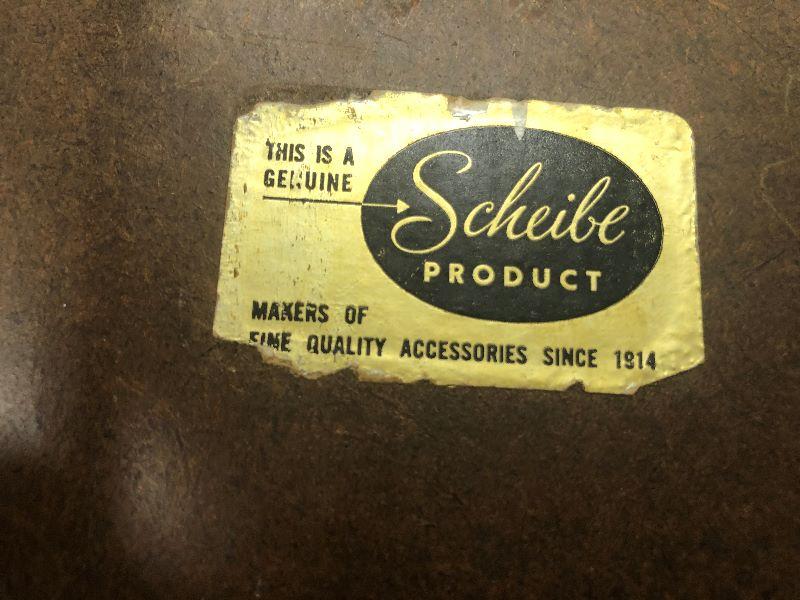 THIS IS A
GENUINE
Scheibe
PRODUCT
MAKERS OF
FINE QUALITY ACCESSORIES SINCE 1914